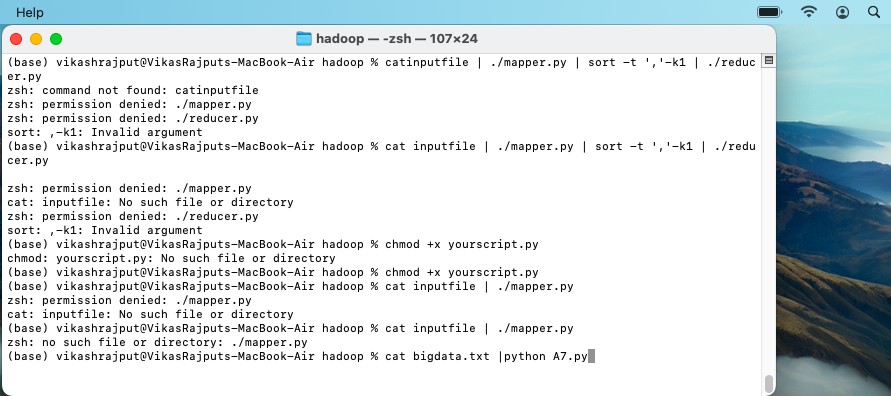 Help
hadoop — -zsh — 107×24
(base) vikashrajput@VikasRajputs-MacBook-Air hadoop % catinputfile | ./mapper.py | sort -t ','-k1 | ./reduc
er.py
zsh: command not found: catinputfile
zsh: permission denied: ./mapper.py
zsh: permission denied: ./reducer.py
sort: ,-k1: Invalid argument
(base) vikashrajput@VikasRajputs-MacBook-Air hadoop % cat inputfile | ./mapper.py | sort -t ','-k1 | ./redu
cer.py
zsh: permission denied: ./mapper.py
cat: inputfile: No such file or directory
zsh: permission denied: ./reducer.py
sort: ,-k1: Invalid argument
(base) vikashrajput@VikasRajputs-MacBook-Air hadoop % chmod +x yourscript.py
chmod: yourscript.py: No such file or directory
(base) vikashrajput@VikasRajputs-MacBook-Air hadoop % chmod +x yourscript.py
(base) vikashrajput@VikasRajputs-MacBook-Air hadoop % cat inputfile | ./mapper.py
zsh: permission denied: ./mapper.py
cat: inputfile: No such file or directory
(base) vikashrajput@VikasRajputs-MacBook-Air hadoop % cat inputfile | ./mapper.py
zsh: no such file or directory: ./mapper.py
(base) vikashrajput@VikasRajputs-MacBook-Air hadoop % cat bigdata.txt |python A7.py